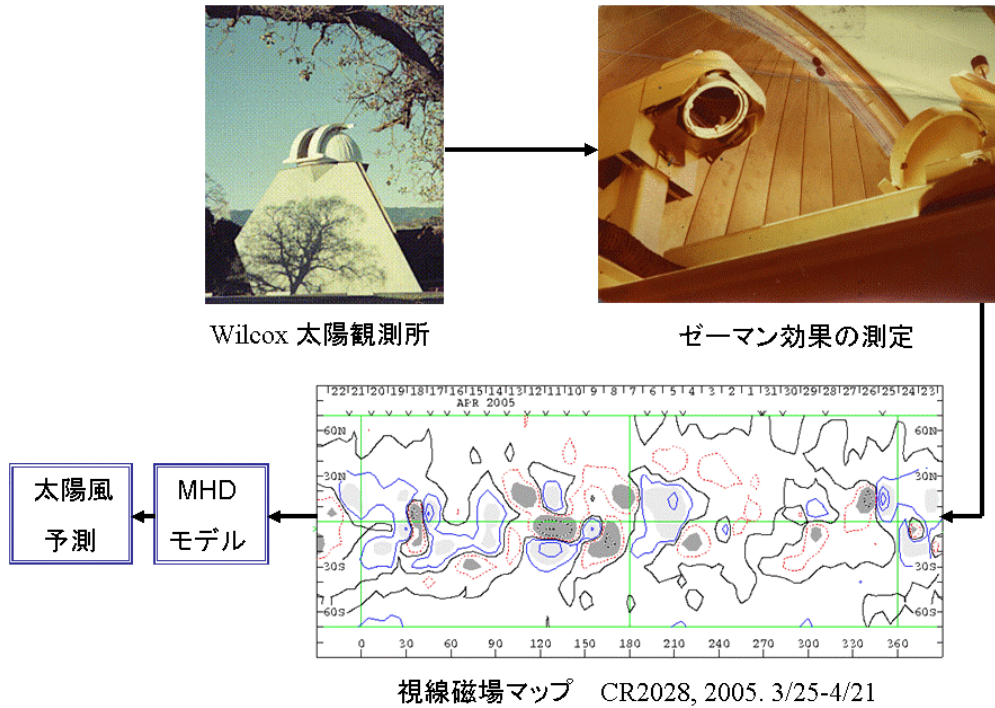 Wilcox 太陽観測所
ゼーマン効果の測定
22 21 20 19 18 17 16 15 14 13 12 11 10 9 8 7 6 5 4 3 2 1 31 30 29 28 27 26 25 24 23
APR 2005
60N 60N
30N 30N
30S 30S
60S 60S
0 30 60 90 120 150 180 210 240 270 300 330 360
太陽風
予測
MHD
モデル
視線磁場マップ CR2028, 2005. 3/25-4/21